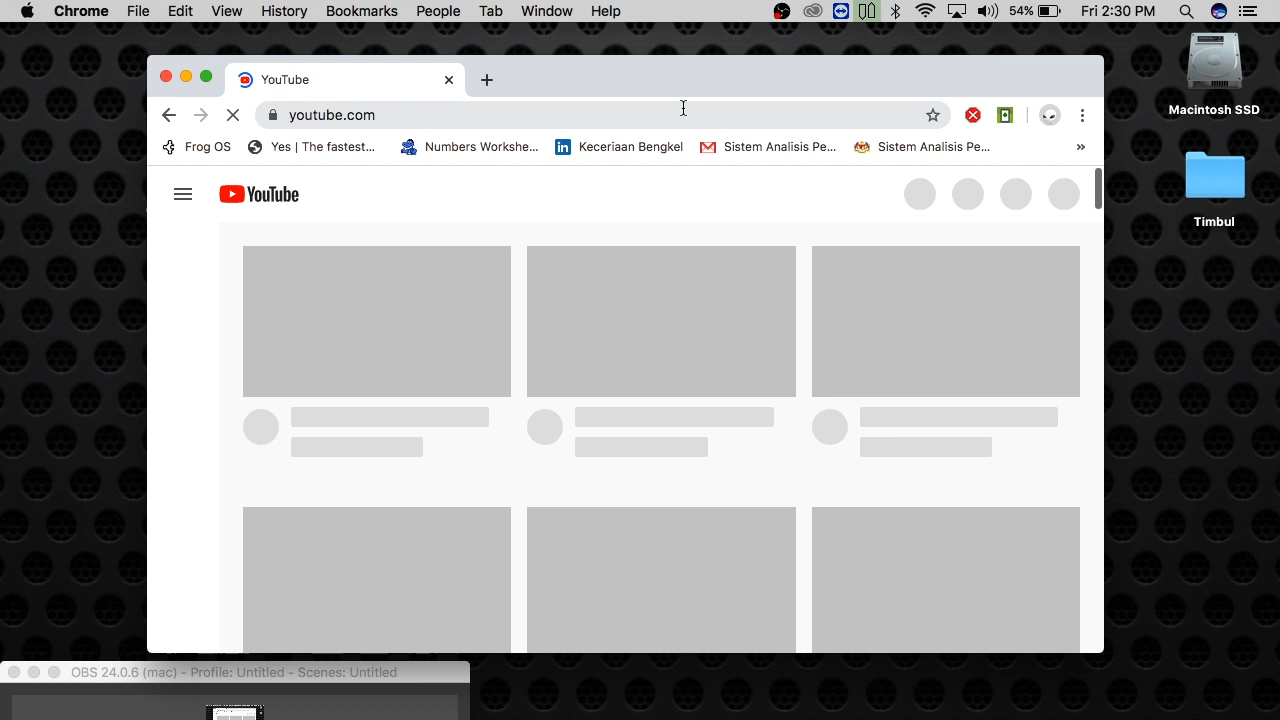 Chrome File Edit View History Bookmarks People Tab Window Help 54% Fri 2:30 PM
Macintosh SSD
Timbul
YouTube
youtube.com
Frog OS Yes | The fastest... Numbers Workshe... Keceriaan Bengkel Sistem Analisis Pe... Sistem Analisis Pe... »
YouTube
OBS 24.0.6 (mac) - Profile: Untitled - Scenes: Untitled